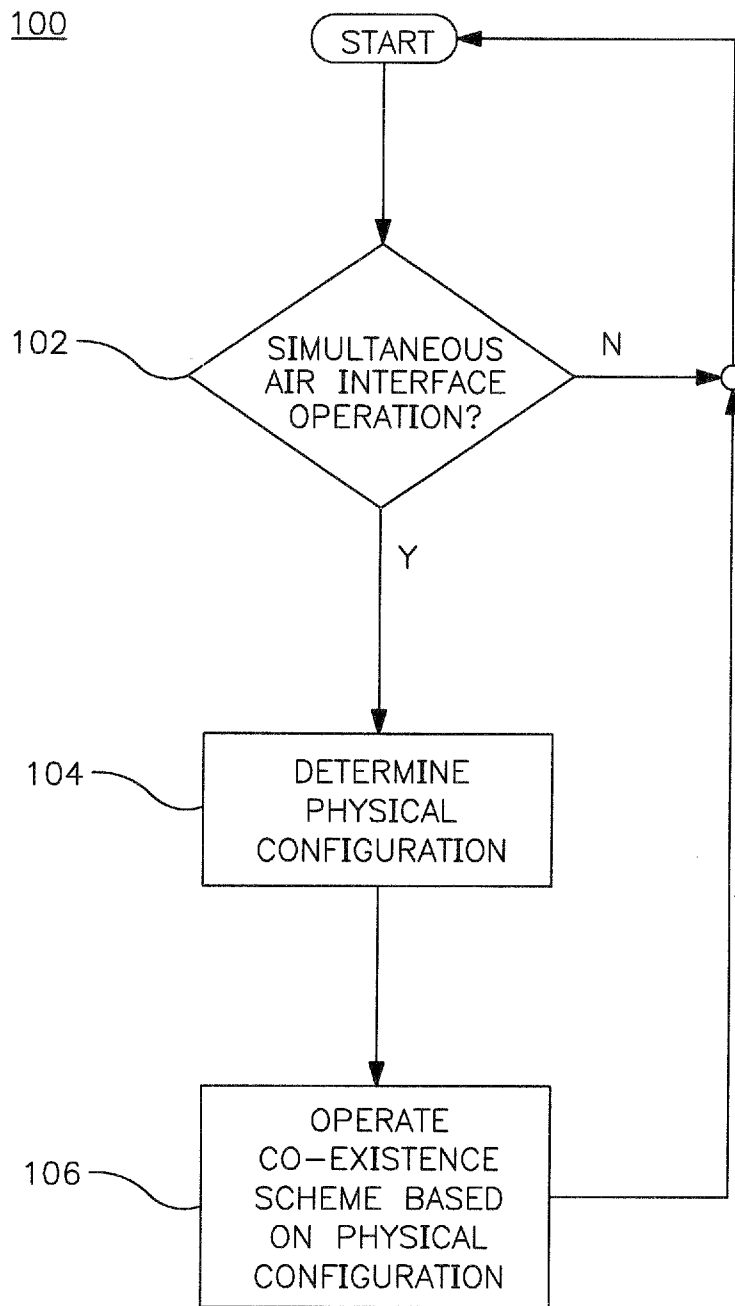 100
START
102
SIMULTANEOUS
AIR INTERFACE
OPERATION?
N
Y
104
DETERMINE
PHYSICAL
CONFIGURATION
106
OPERATE
CO-EXISTENCE
SCHEME BASED
ON PHYSICAL
CONFIGURATION